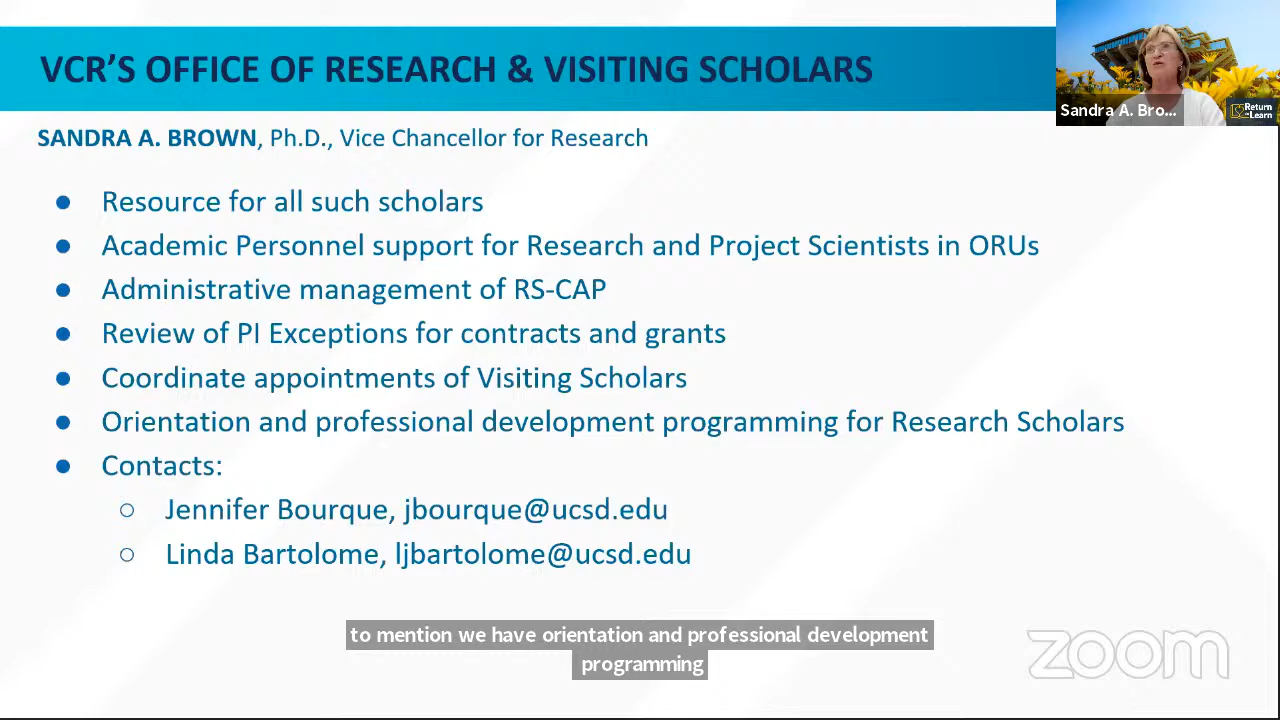 VCR'S OFFICE OF RESEARCH & VISITING SCHOLARS
Sandra A. Bro...
Return to Learn
SANDRA A. BROWN, Ph.D., Vice Chancellor for Research
● Resource for all such scholars
● Academic Personnel support for Research and Project Scientists in ORUs
● Administrative management of RS-CAP
● Review of PI Exceptions for contracts and grants
● Coordinate appointments of Visiting Scholars
● Orientation and professional development programming for Research Scholars
● Contacts:
○ Jennifer Bourque, jbourque@ucsd.edu
○ Linda Bartolome, ljbartolome@ucsd.edu
to mention we have orientation and professional development
programming
zoom